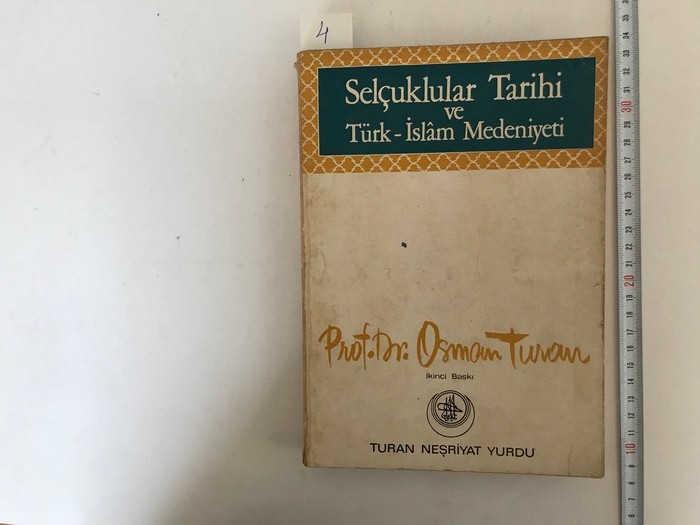 4
Selçuklular Tarihi
ve
Türk-İslâm Medeniyeti
Prof. Dr. Osman Turan
İkinci Baskı
TURAN NEŞRİYAT YURDU